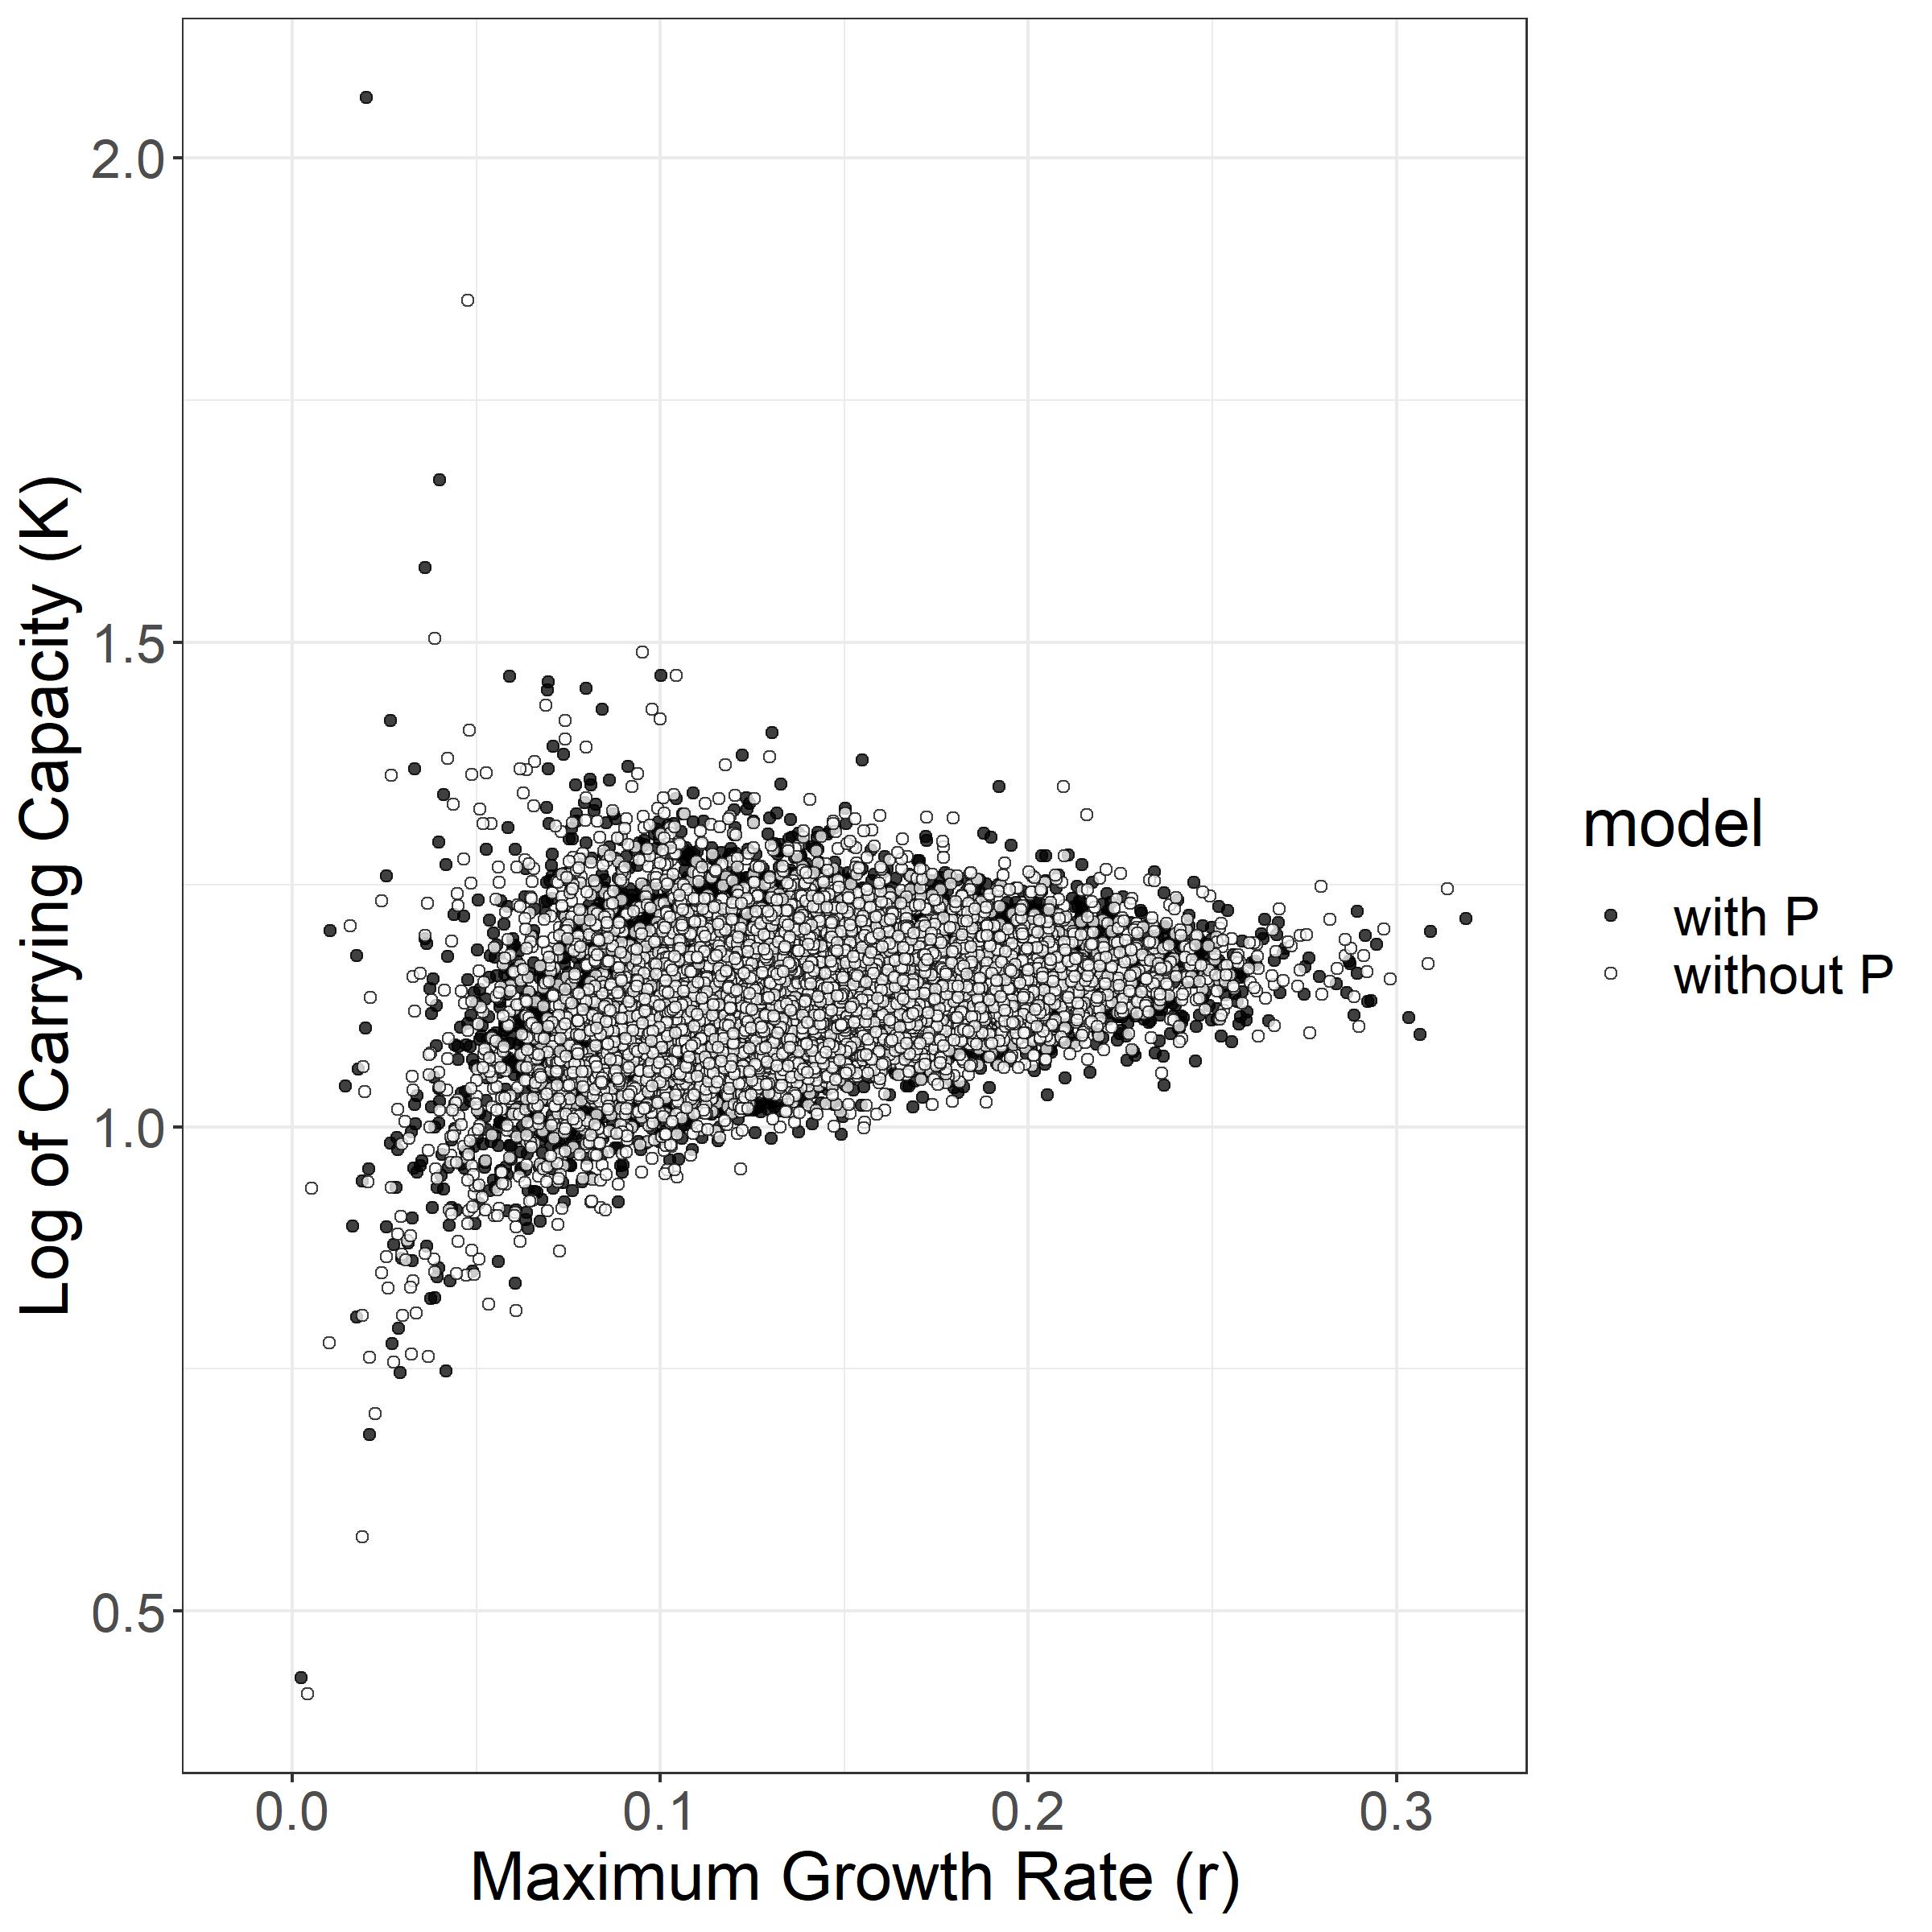 2.0
1.5
1.0
0.5
Log of Carrying Capacity (K)
0.0 0.1 0.2 0.3
Maximum Growth Rate (r)
model
with P
without P